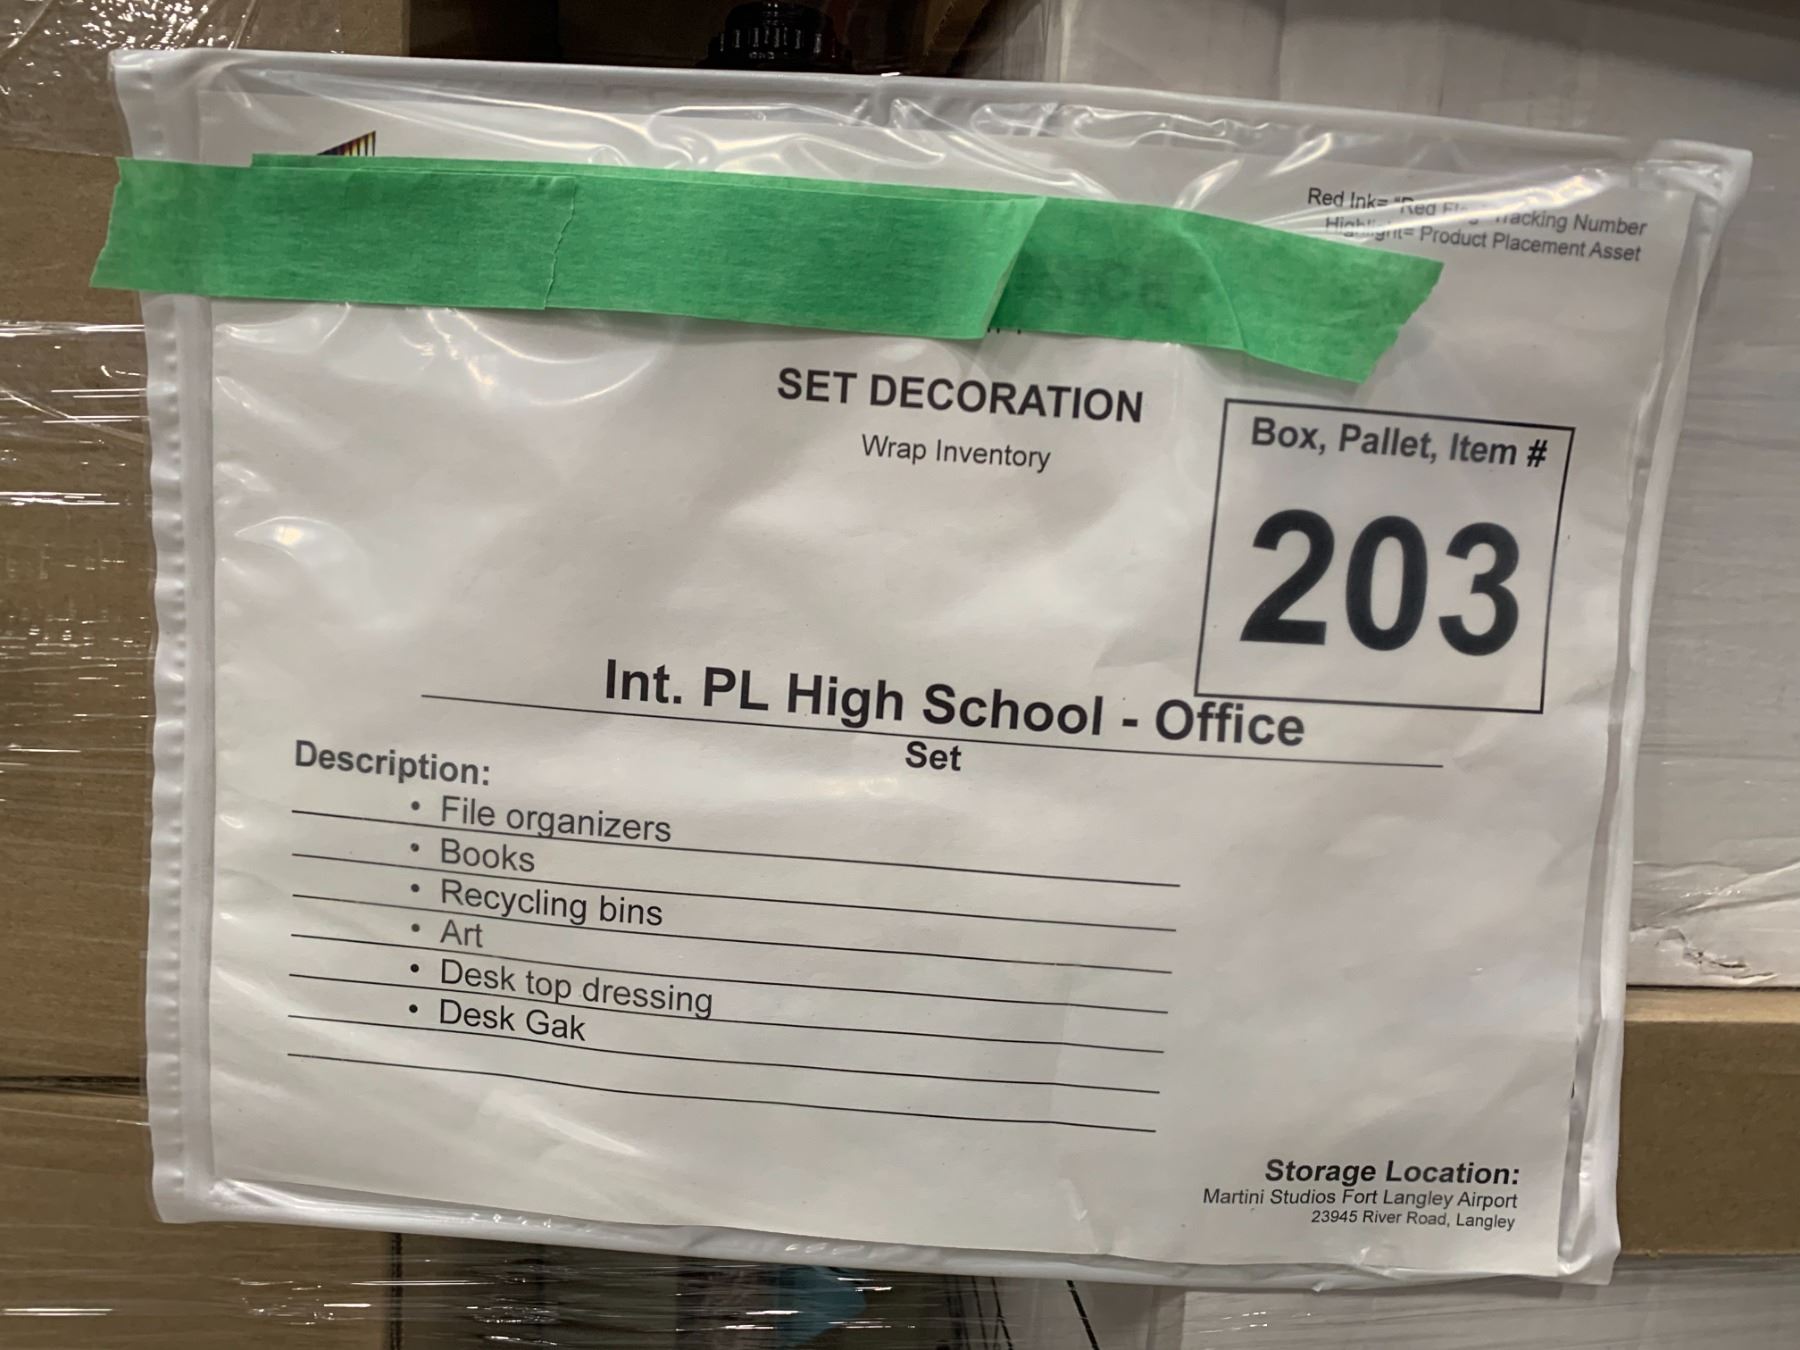 Red Ink= "Red Flag" Tracking Number
Highlight= Product Placement Asset
SET DECORATION
Wrap Inventory
Box, Pallet, Item #
203
Int. PL High School - Office
Set
Description:
• File organizers
• Books
• Recycling bins
• Art
• Desk top dressing
• Desk Gak
Storage Location:
Martini Studios Fort Langley Airport
23945 River Road, Langley